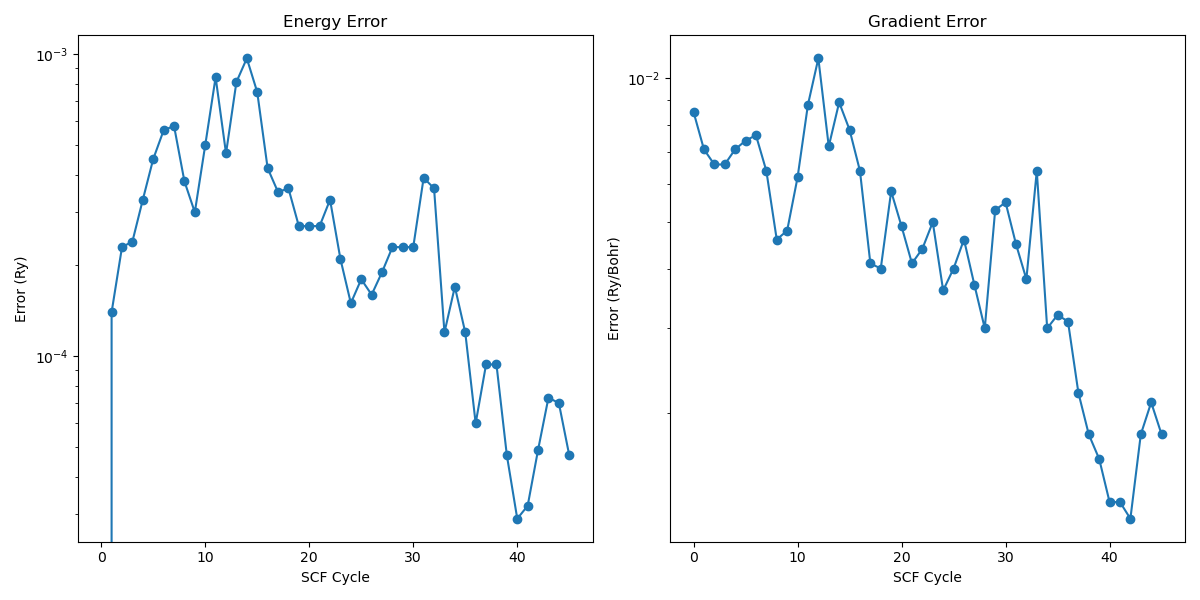 Energy Error
10⁻³
10⁻⁴
Error (Ry)
0 10 20 30 40
SCF Cycle
Gradient Error
10⁻²
Error (Ry/Bohr)
0 10 20 30 40
SCF Cycle